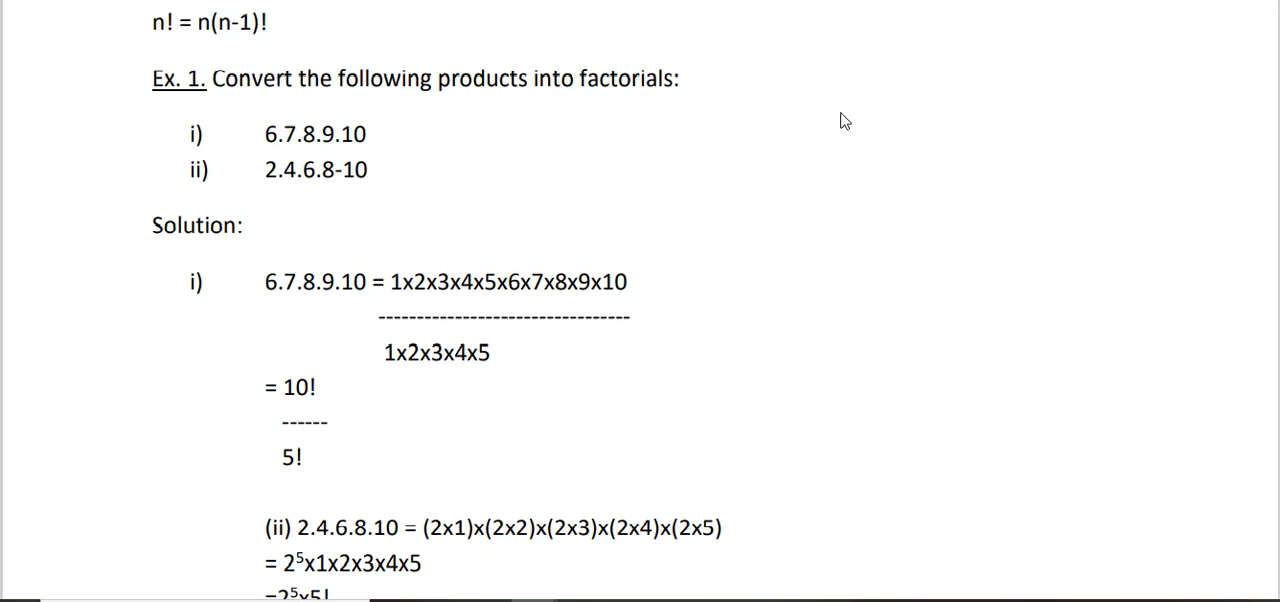 n! = n(n-1)!
Ex. 1. Convert the following products into factorials:
i) 6.7.8.9.10
ii) 2.4.6.8-10
Solution:
i) 6.7.8.9.10 = 1x2x3x4x5x6x7x8x9x10
---------------------------------
1x2x3x4x5
= 10!
------
5!
(ii) 2.4.6.8.10 = (2x1)x(2x2)x(2x3)x(2x4)x(2x5)
= 2⁵x1x2x3x4x5
=2⁵x5!